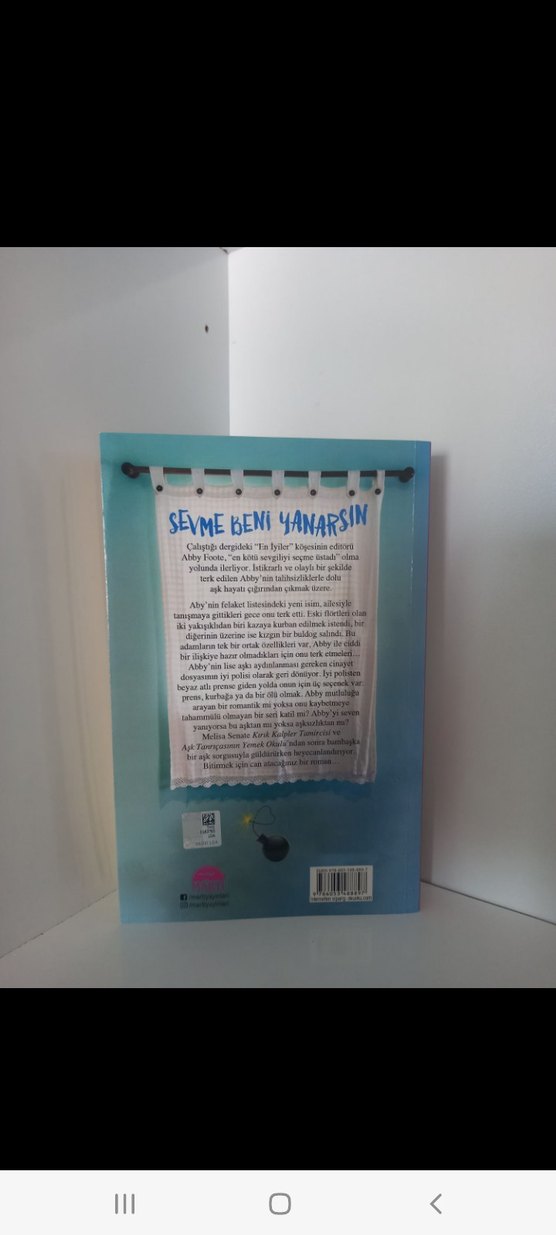 SEVME BENİ YANARSIN
Çalıştığı dergideki "En İyiler" köşesinin editörü
Abby Foote, "en kötü sevgiliyi seçme üstadı" olma
yolunda ilerliyor. İstikrarlı ve olaylı bir şekilde
terk edilen Abby'nin talihsizliklerle dolu
aşk hayatı çığırından çıkmak üzere.
Aby'nin felaket listesindeki yeni isim, ailesiyle
tanışmaya gittikleri gece onu terk etti. Eski flörtleri olan
iki yakışıklıdan biri kazaya kurban edilmek istendi, bir
diğerinin üzerine ise kızgın bir buldog salındı. Bu
adamların tek bir ortak özellikleri var, Abby ile ciddi
bir ilişkiye hazır olmadıkları için onu terk etmeleri…
Abby'nin lise aşkı aydınlanması gereken cinayet
dosyasının iyi polisi olarak geri dönüyor. İyi polisten
beyaz atlı prense giden yolda onun için üç seçenek var:
prens, kurbağa ya da bir ölü olmak. Abby mutluluğu
arayan bir romantik mi yoksa onu kaybetmeye
tahammülü olmayan bir seri katil mi? Abby'yi seven
yanıyorsa bu aşktan mı yoksa aşksızlıktan mı?
Melisa Senate Kırık Kalpler Tamircisi ve
Aşk Tanrıçasının Yemek Okulu'ndan sonra bambaşka
bir aşk sorgusuyla güldürürken heyecanlandırıyor.
Bitirmek için can atacağınız bir roman…
/martiyayinlari
/martiyayinlari